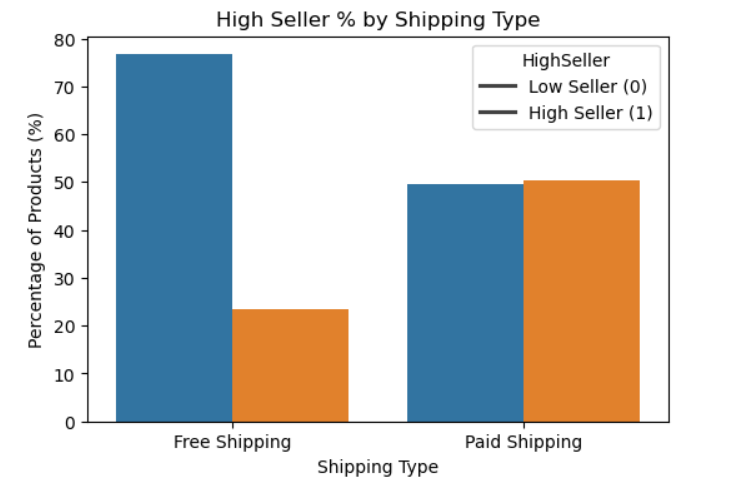 High Seller % by Shipping Type
80
70
60
50
40
30
20
10
0
Percentage of Products (%)
HighSeller
Low Seller (0)
High Seller (1)
Free Shipping
Paid Shipping
Shipping Type